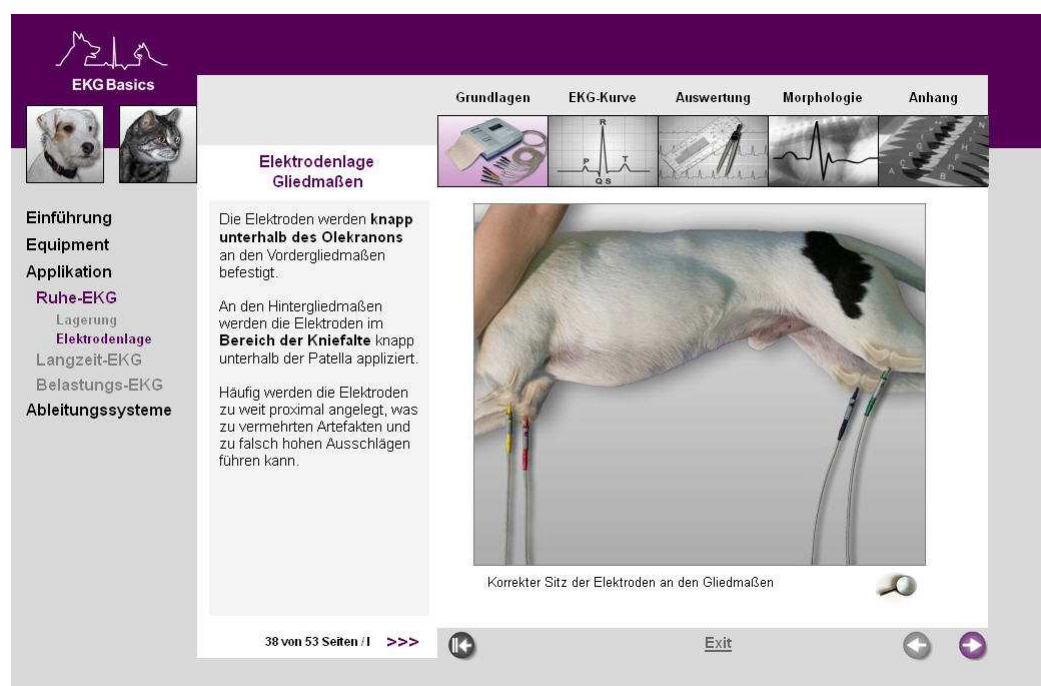 EKG Basics
Grundlagen
EKG-Kurve
Auswertung
Morphologie
Anhang
R
P
T
Q S
Elektrodenlage
Gliedmaßen
Einführung
Equipment
Applikation
Ruhe-EKG
Lagerung
Elektrodenlage
Langzeit-EKG
Belastungs-EKG
Ableitungssysteme
Die Elektroden werden knapp
unterhalb des Olekranons
an den Vordergliedmaßen
befestigt.
An den Hintergliedmaßen
werden die Elektroden im
Bereich der Kniefalte knapp
unterhalb der Patella appliziert.
Häufig werden die Elektroden
zu weit proximal angelegt, was
zu vermehrten Artefakten und
zu falsch hohen Ausschlägen
führen kann.
Korrekter Sitz der Elektroden an den Gliedmaßen
38 von 53 Seiten / I >>>
Exit